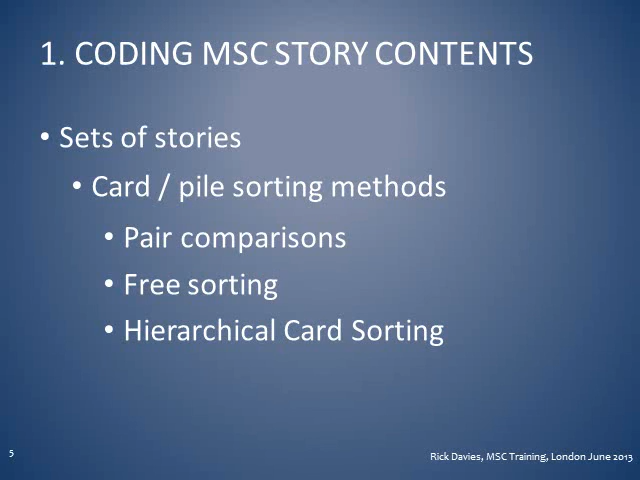 1. CODING MSC STORY CONTENTS
• Sets of stories
• Card / pile sorting methods
• Pair comparisons
• Free sorting
• Hierarchical Card Sorting
5
Rick Davies, MSC Training, London June 2013